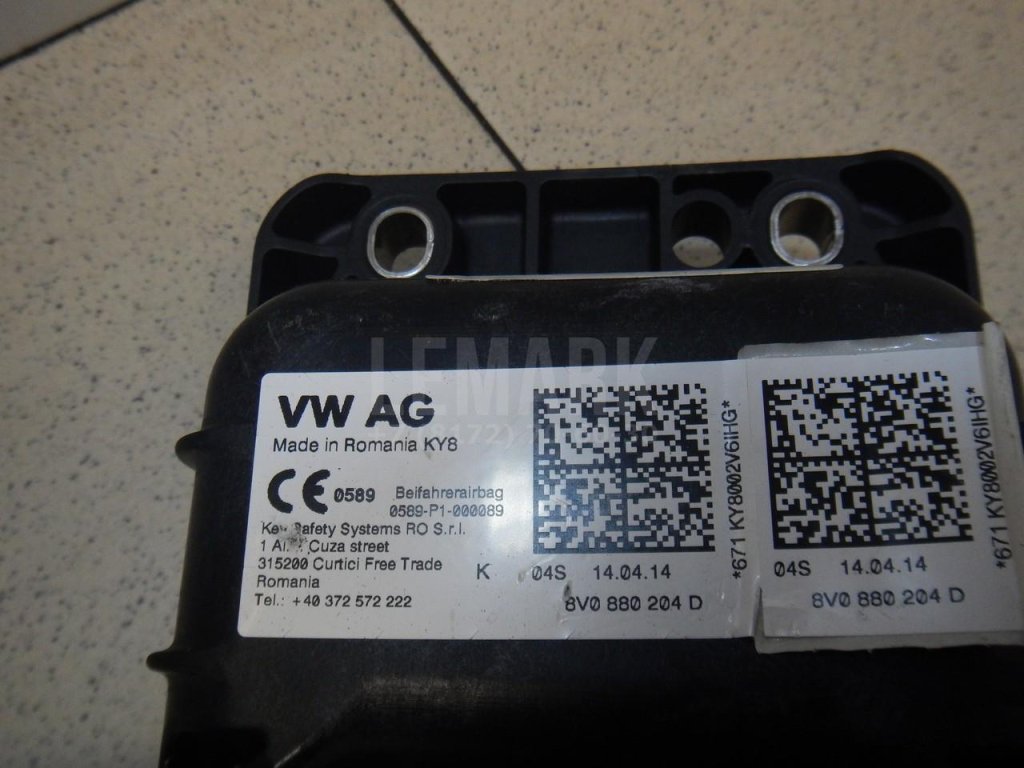 LEMARK
VW AG
Made in Romania KY8
CE 0589 Beifahrerairbag
0589-P1-000089
Key Safety Systems RO S.r.l.
1 Cuza street
315200 Curtici Free Trade
Romania
Tel.: +40 372 572 222
K 04S 14.04.14
8V0 880 204 D
*671 KY8002V6IHG*
04S 14.04.14
8V0 880 204 D
*671 KY8002V6IHG*